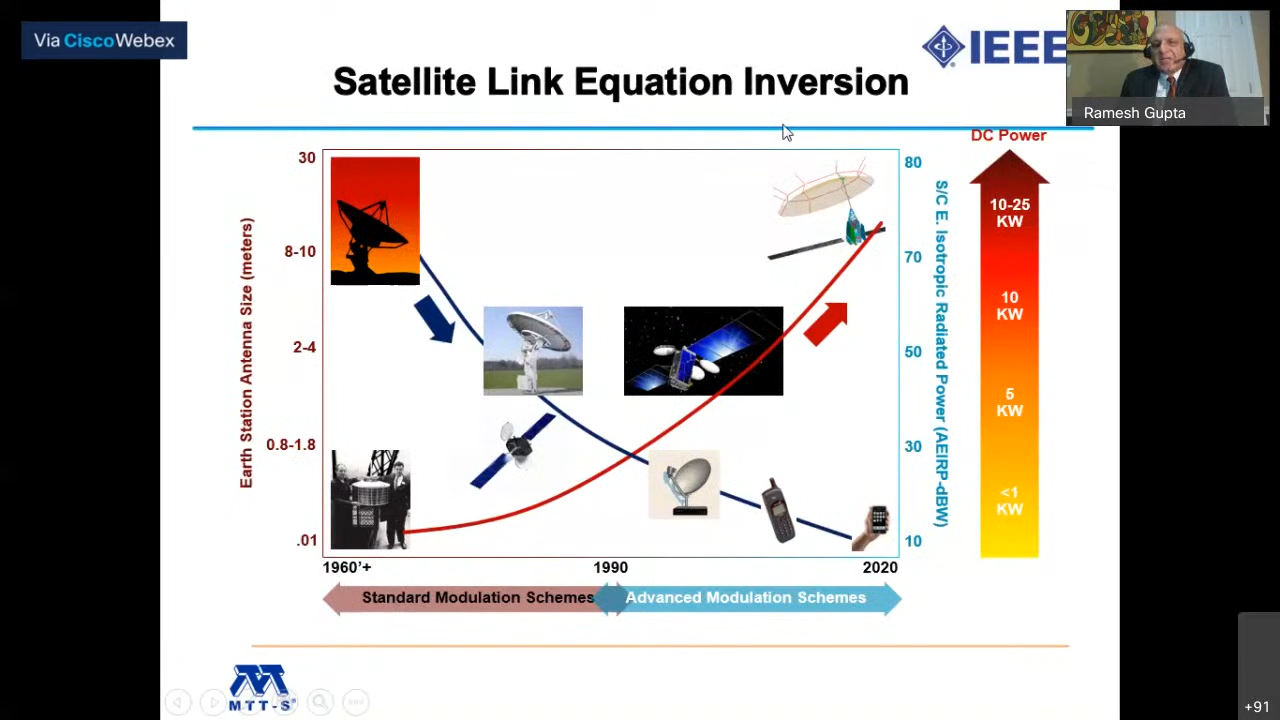 Via CiscoWebex
IEEE
Ramesh Gupta
Satellite Link Equation Inversion
DC Power
30
8-10
2-4
0.8-1.8
.01
Earth Station Antenna Size (meters)
80
70
50
30
10
S/C E. Isotropic Radiated Power (AEIRP-dBW)
10-25
KW
10
KW
5
KW
<1
KW
1960’+
1990
2020
Standard Modulation Schemes
Advanced Modulation Schemes
MTT-S®
+91